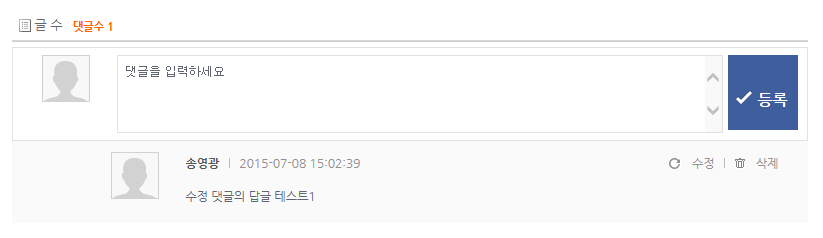 글 수 댓글수 1
댓글을 입력하세요
등록
송영광 2015-07-08 15:02:39 수정 삭제
수정 댓글의 답글 테스트1